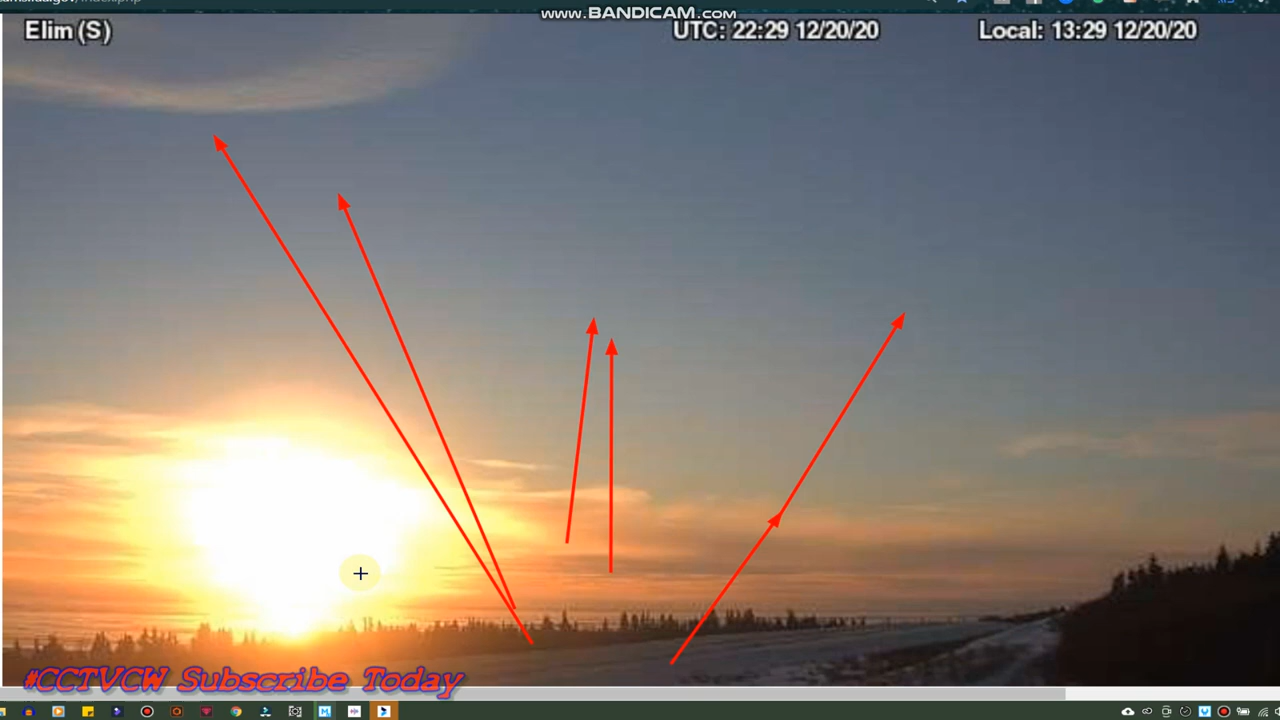 www.BANDICAM.com
Elim (S)
UTC: 22:29 12/20/20
Local: 13:29 12/20/20
#CCTVCW Subscribe Today